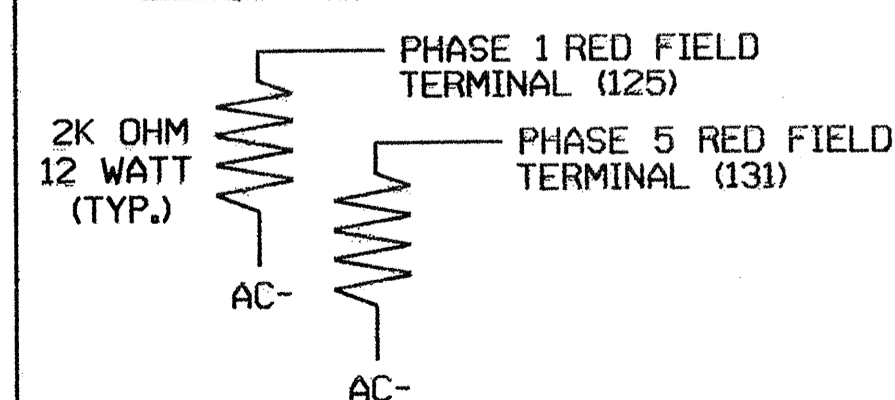 PHASE 1 RED FIELD
TERMINAL (125)
2K OHM
12 WATT
(TYP.)
PHASE 5 RED FIELD
TERMINAL (131)
AC-
AC-